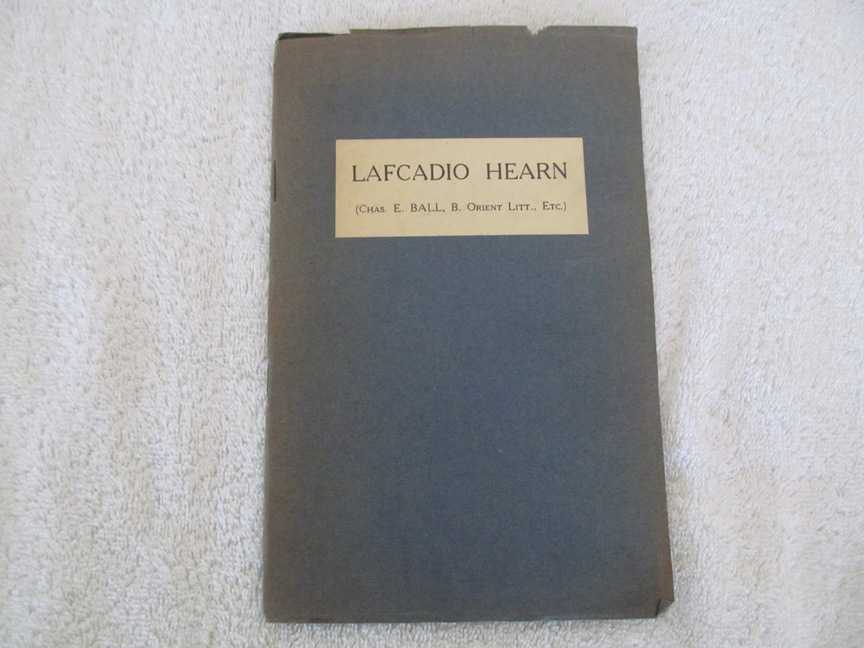 LAFCADIO HEARN
(Chas. E. BALL, B. Orient Litt., Etc.)